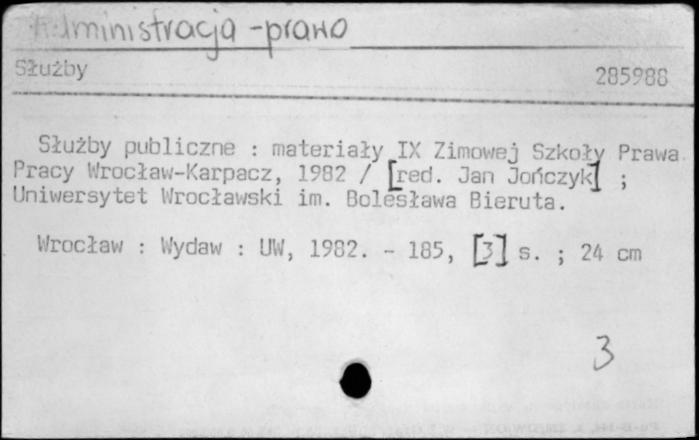 Administracja - prawo
Służby 285988
Służby publiczne : materiały IX Zimowej Szkoły Prawa
Pracy Wrocław-Karpacz, 1982 / [red. Jan Jończyk] ;
Uniwersytet Wrocławski im. Bolesława Bieruta.
Wrocław : Wydaw : UW, 1982. - 185, [3] s. ; 24 cm
3